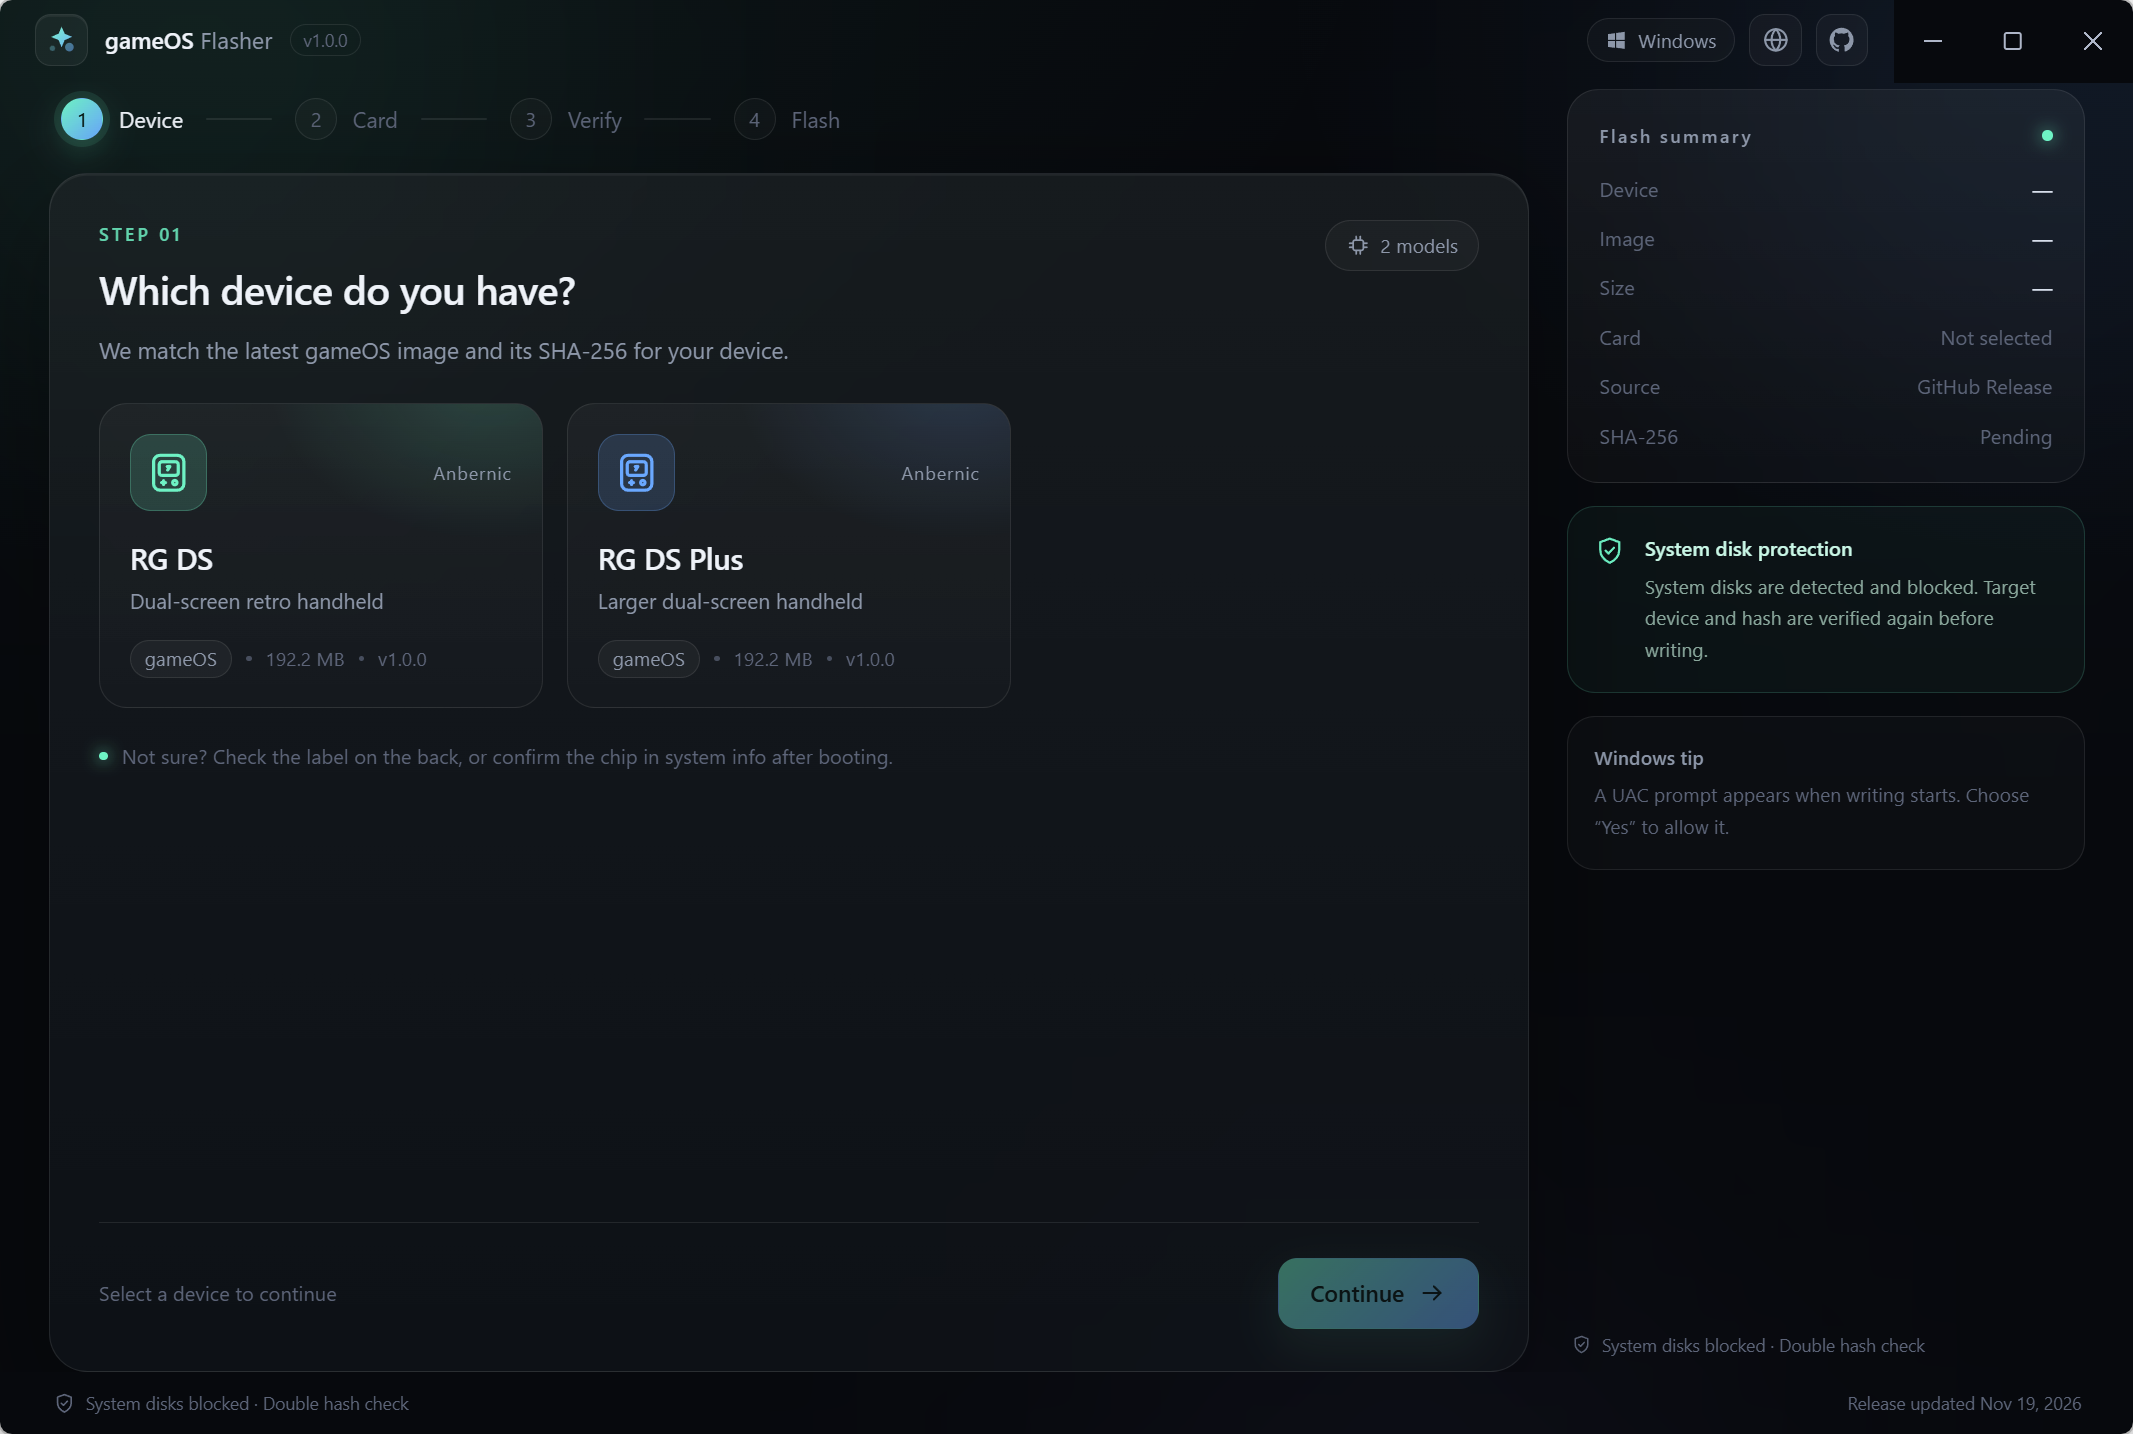 gameOS Flasher v1.0.0
Windows
1 Device
2 Card
3 Verify
4 Flash
STEP 01
2 models
Which device do you have?
We match the latest gameOS image and its SHA-256 for your device.
Anbernic
RG DS
Dual-screen retro handheld
gameOS • 192.2 MB • v1.0.0
Anbernic
RG DS Plus
Larger dual-screen handheld
gameOS • 192.2 MB • v1.0.0
Not sure? Check the label on the back, or confirm the chip in system info after booting.
Select a device to continue
Continue →
Flash summary
Device —
Image —
Size —
Card Not selected
Source GitHub Release
SHA-256 Pending
System disk protection
System disks are detected and blocked. Target
device and hash are verified again before
writing.
Windows tip
A UAC prompt appears when writing starts. Choose
“Yes” to allow it.
System disks blocked · Double hash check
System disks blocked · Double hash check
Release updated Nov 19, 2026